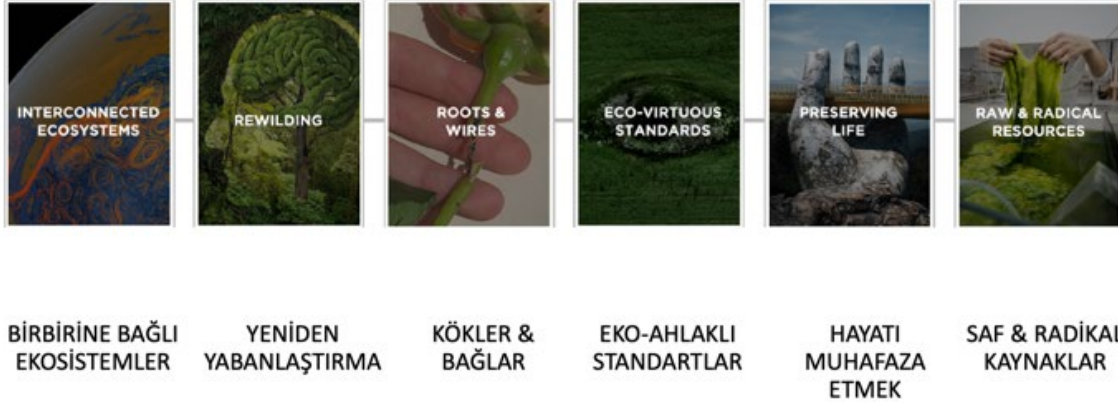 INTERCONNECTED
ECOSYSTEMS
REWILDING
ROOTS &
WIRES
ECO-VIRTUOUS
STANDARDS
PRESERVING
LIFE
RAW & RADICAL
RESOURCES
BİRBİRİNE BAĞLI
EKOSİSTEMLER
YENİDEN
YABANLAŞTIRMA
KÖKLER &
BAĞLAR
EKO-AHLAKLI
STANDARTLAR
HAYATI
MUHAFAZA
ETMEK
SAF & RADİKAL
KAYNAKLAR